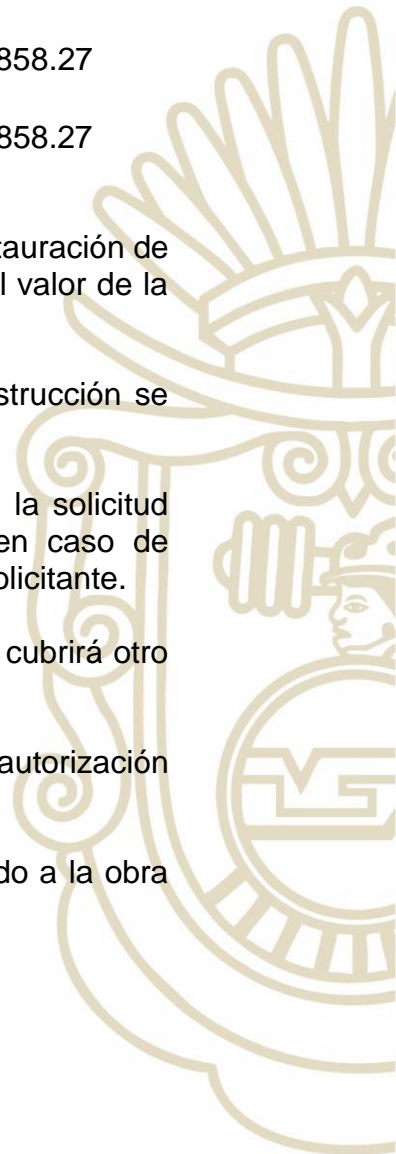 858.27
858.27
tauración de
l valor de la
strucción se
la solicitud
en caso de
olicitante.
cubrirá otro
autorización
do a la obra